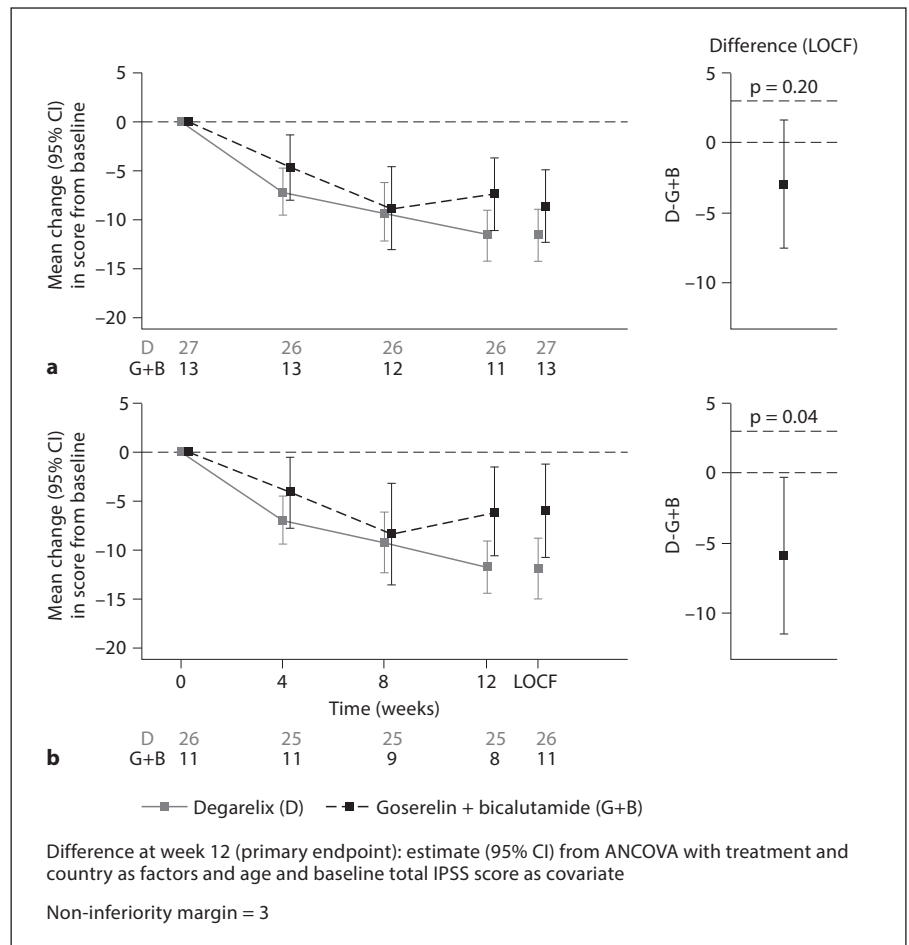 Difference (LOCF)
Mean change (95% CI)
in score from baseline
5
0
–5
–10
–15
–20
D-G+B
5
0
–5
–10
p = 0.20
D 27 26 26 26 27
a G+B 13 13 12 11 13
Mean change (95% CI)
in score from baseline
5
0
–5
–10
–15
–20
D-G+B
5
0
–5
–10
p = 0.04
0 4 8 12 LOCF
Time (weeks)
D 26 25 25 25 26
b G+B 11 11 9 8 11
Degarelix (D) Goserelin + bicalutamide (G+B)
Difference at week 12 (primary endpoint): estimate (95% CI) from ANCOVA with treatment and
country as factors and age and baseline total IPSS score as covariate
Non-inferiority margin = 3